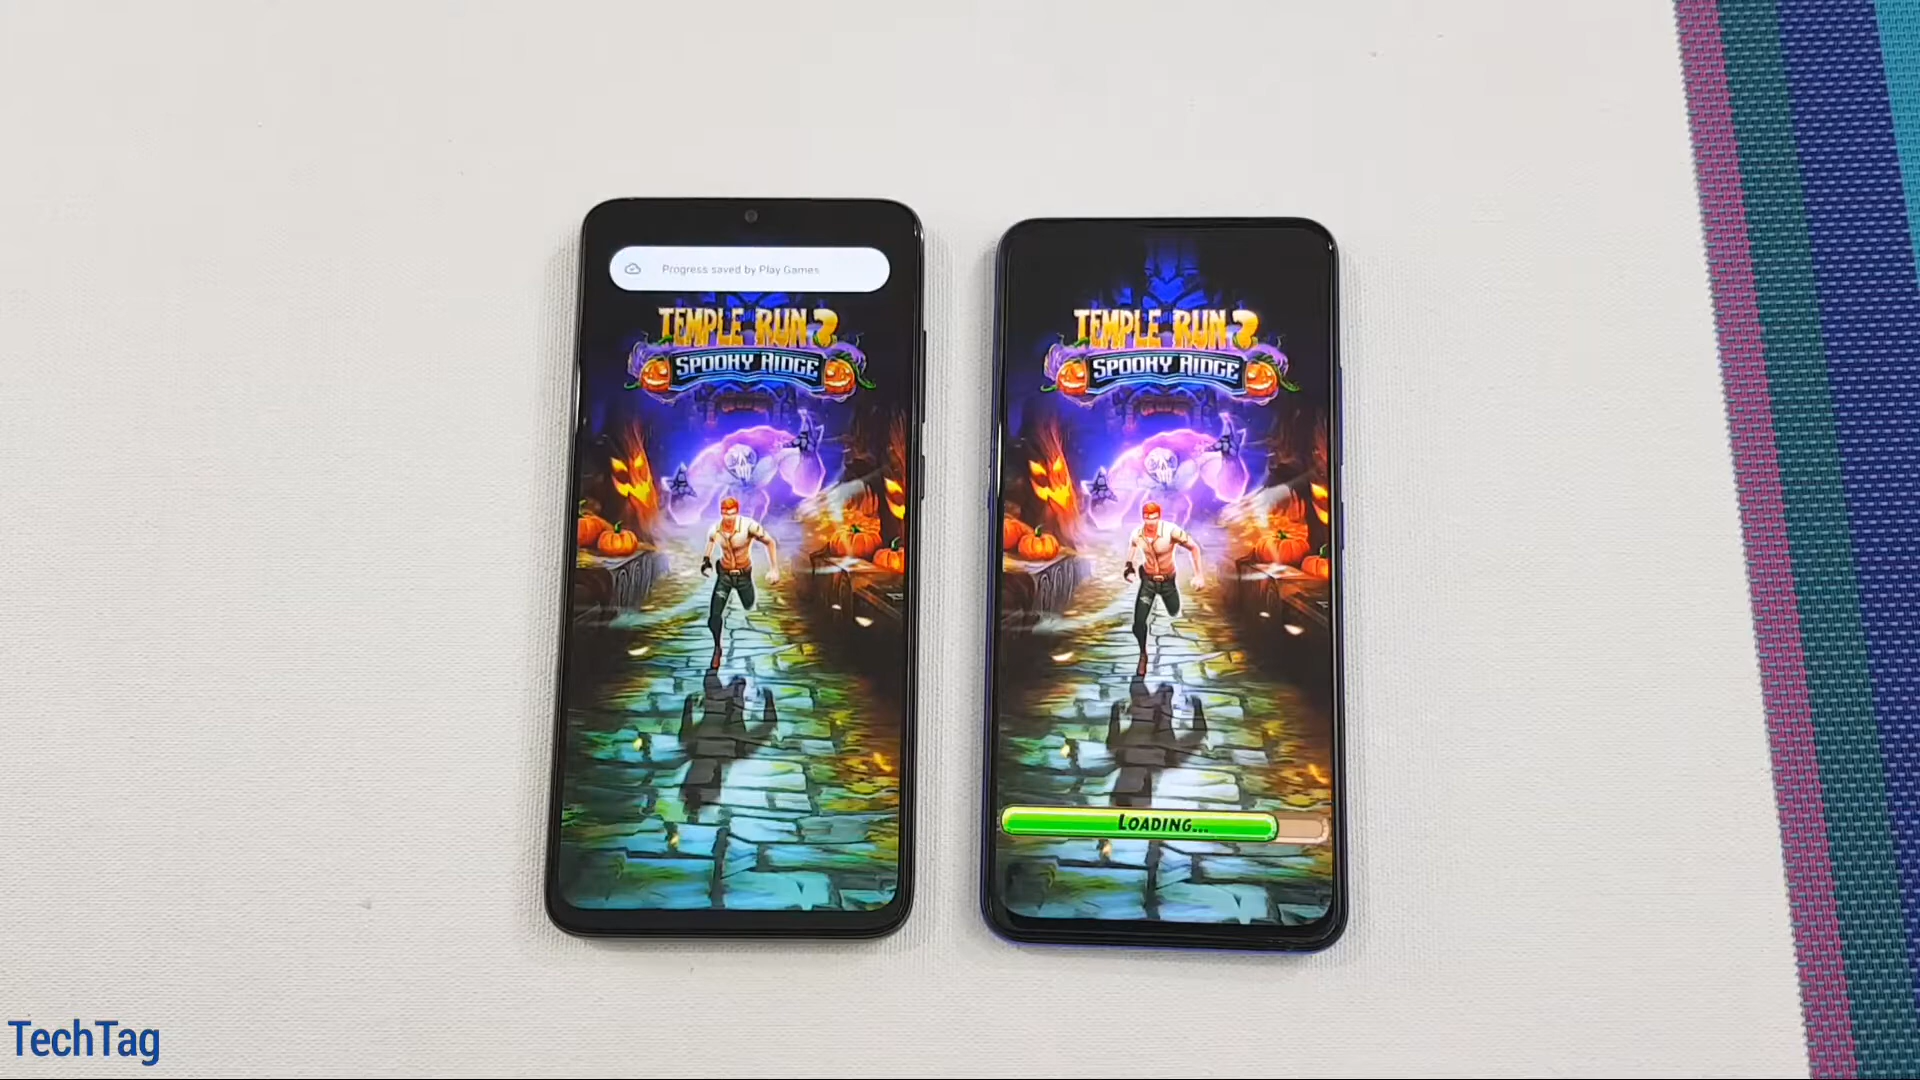 Progress saved by Play Games
TEMPLE RUN 2
SPOOKY RIDGE
TEMPLE RUN 2
SPOOKY RIDGE
LOADING...
TechTag